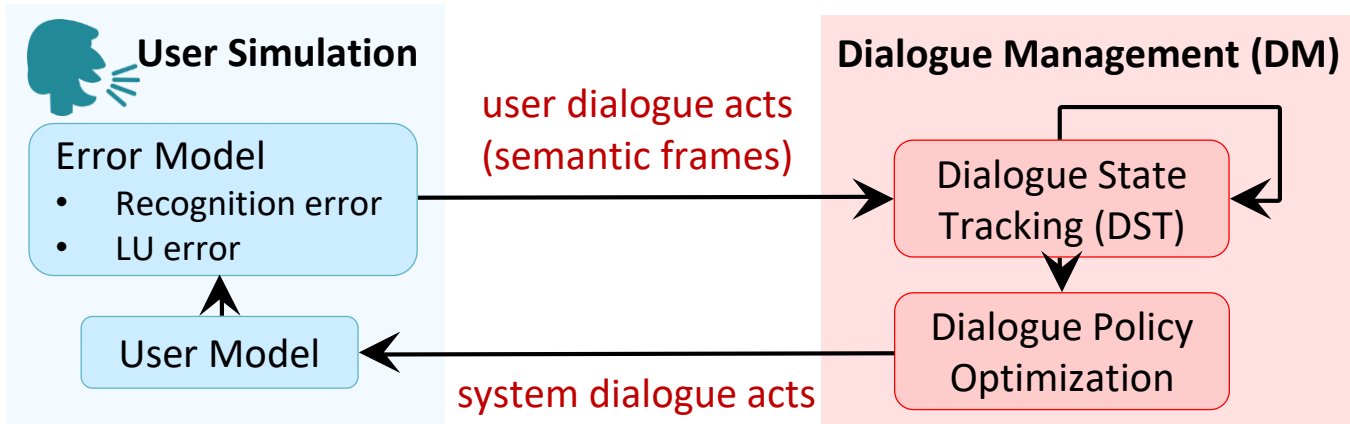 User Simulation
Error Model
• Recognition error
• LU error
User Model
user dialogue acts
(semantic frames)
system dialogue acts
Dialogue Management (DM)
Dialogue State
Tracking (DST)
Dialogue Policy
Optimization